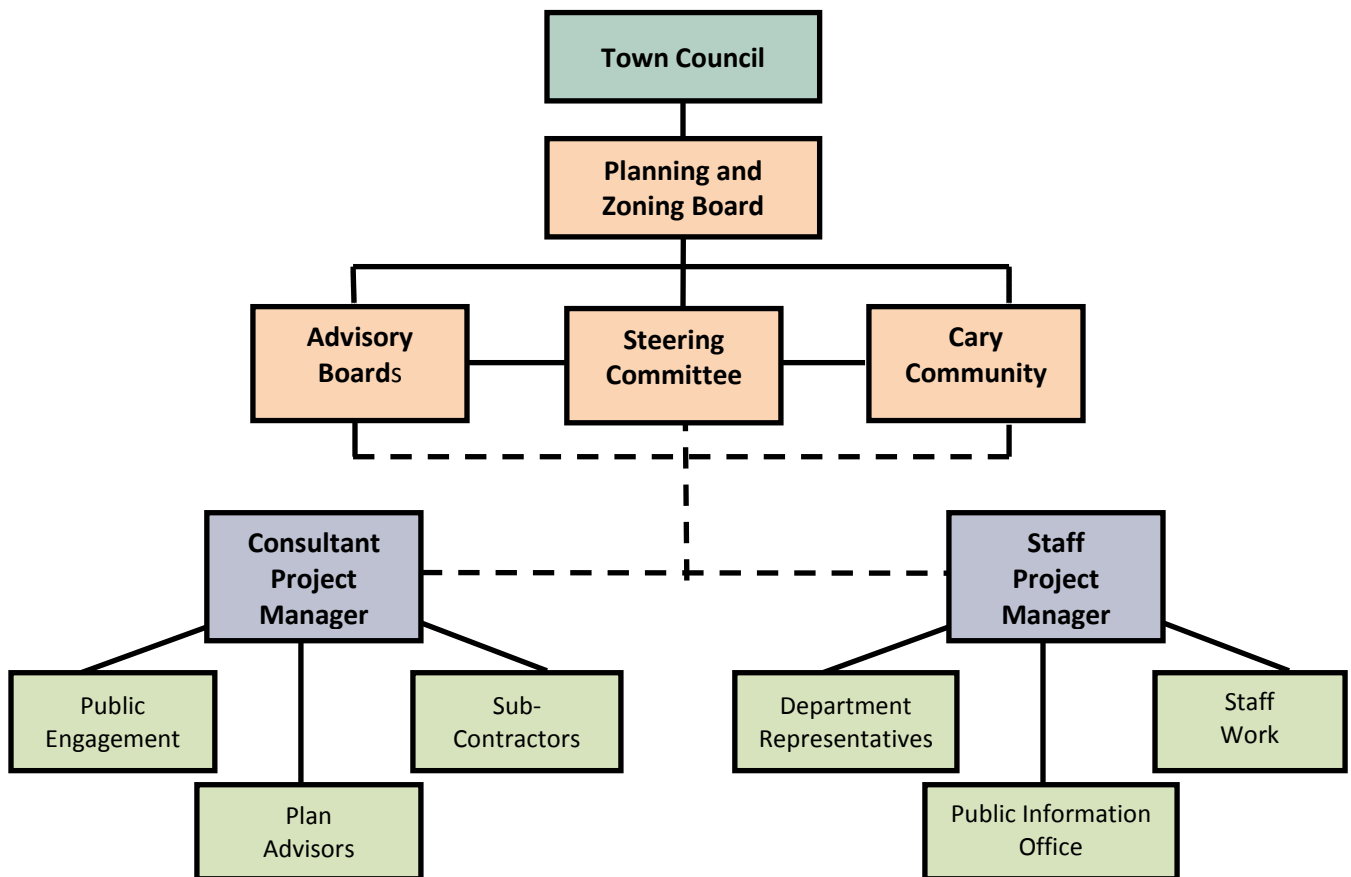 Town Council
Planning and
Zoning Board
Advisory
Boards
Steering
Committee
Cary
Community
Consultant
Project
Manager
Staff
Project
Manager
Public
Engagement
Sub-
Contractors
Department
Representatives
Staff
Work
Plan
Advisors
Public Information
Office